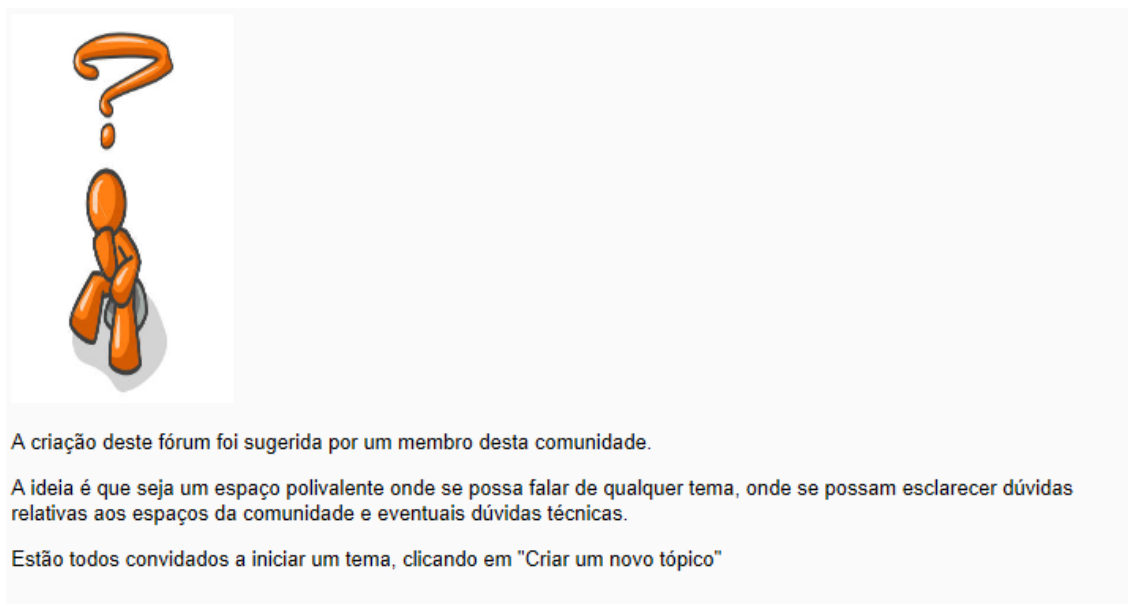 A criação deste fórum foi sugerida por um membro desta comunidade.
A ideia é que seja um espaço polivalente onde se possa falar de qualquer tema, onde se possam esclarecer dúvidas
relativas aos espaços da comunidade e eventuais dúvidas técnicas.
Estão todos convidados a iniciar um tema, clicando em "Criar um novo tópico"